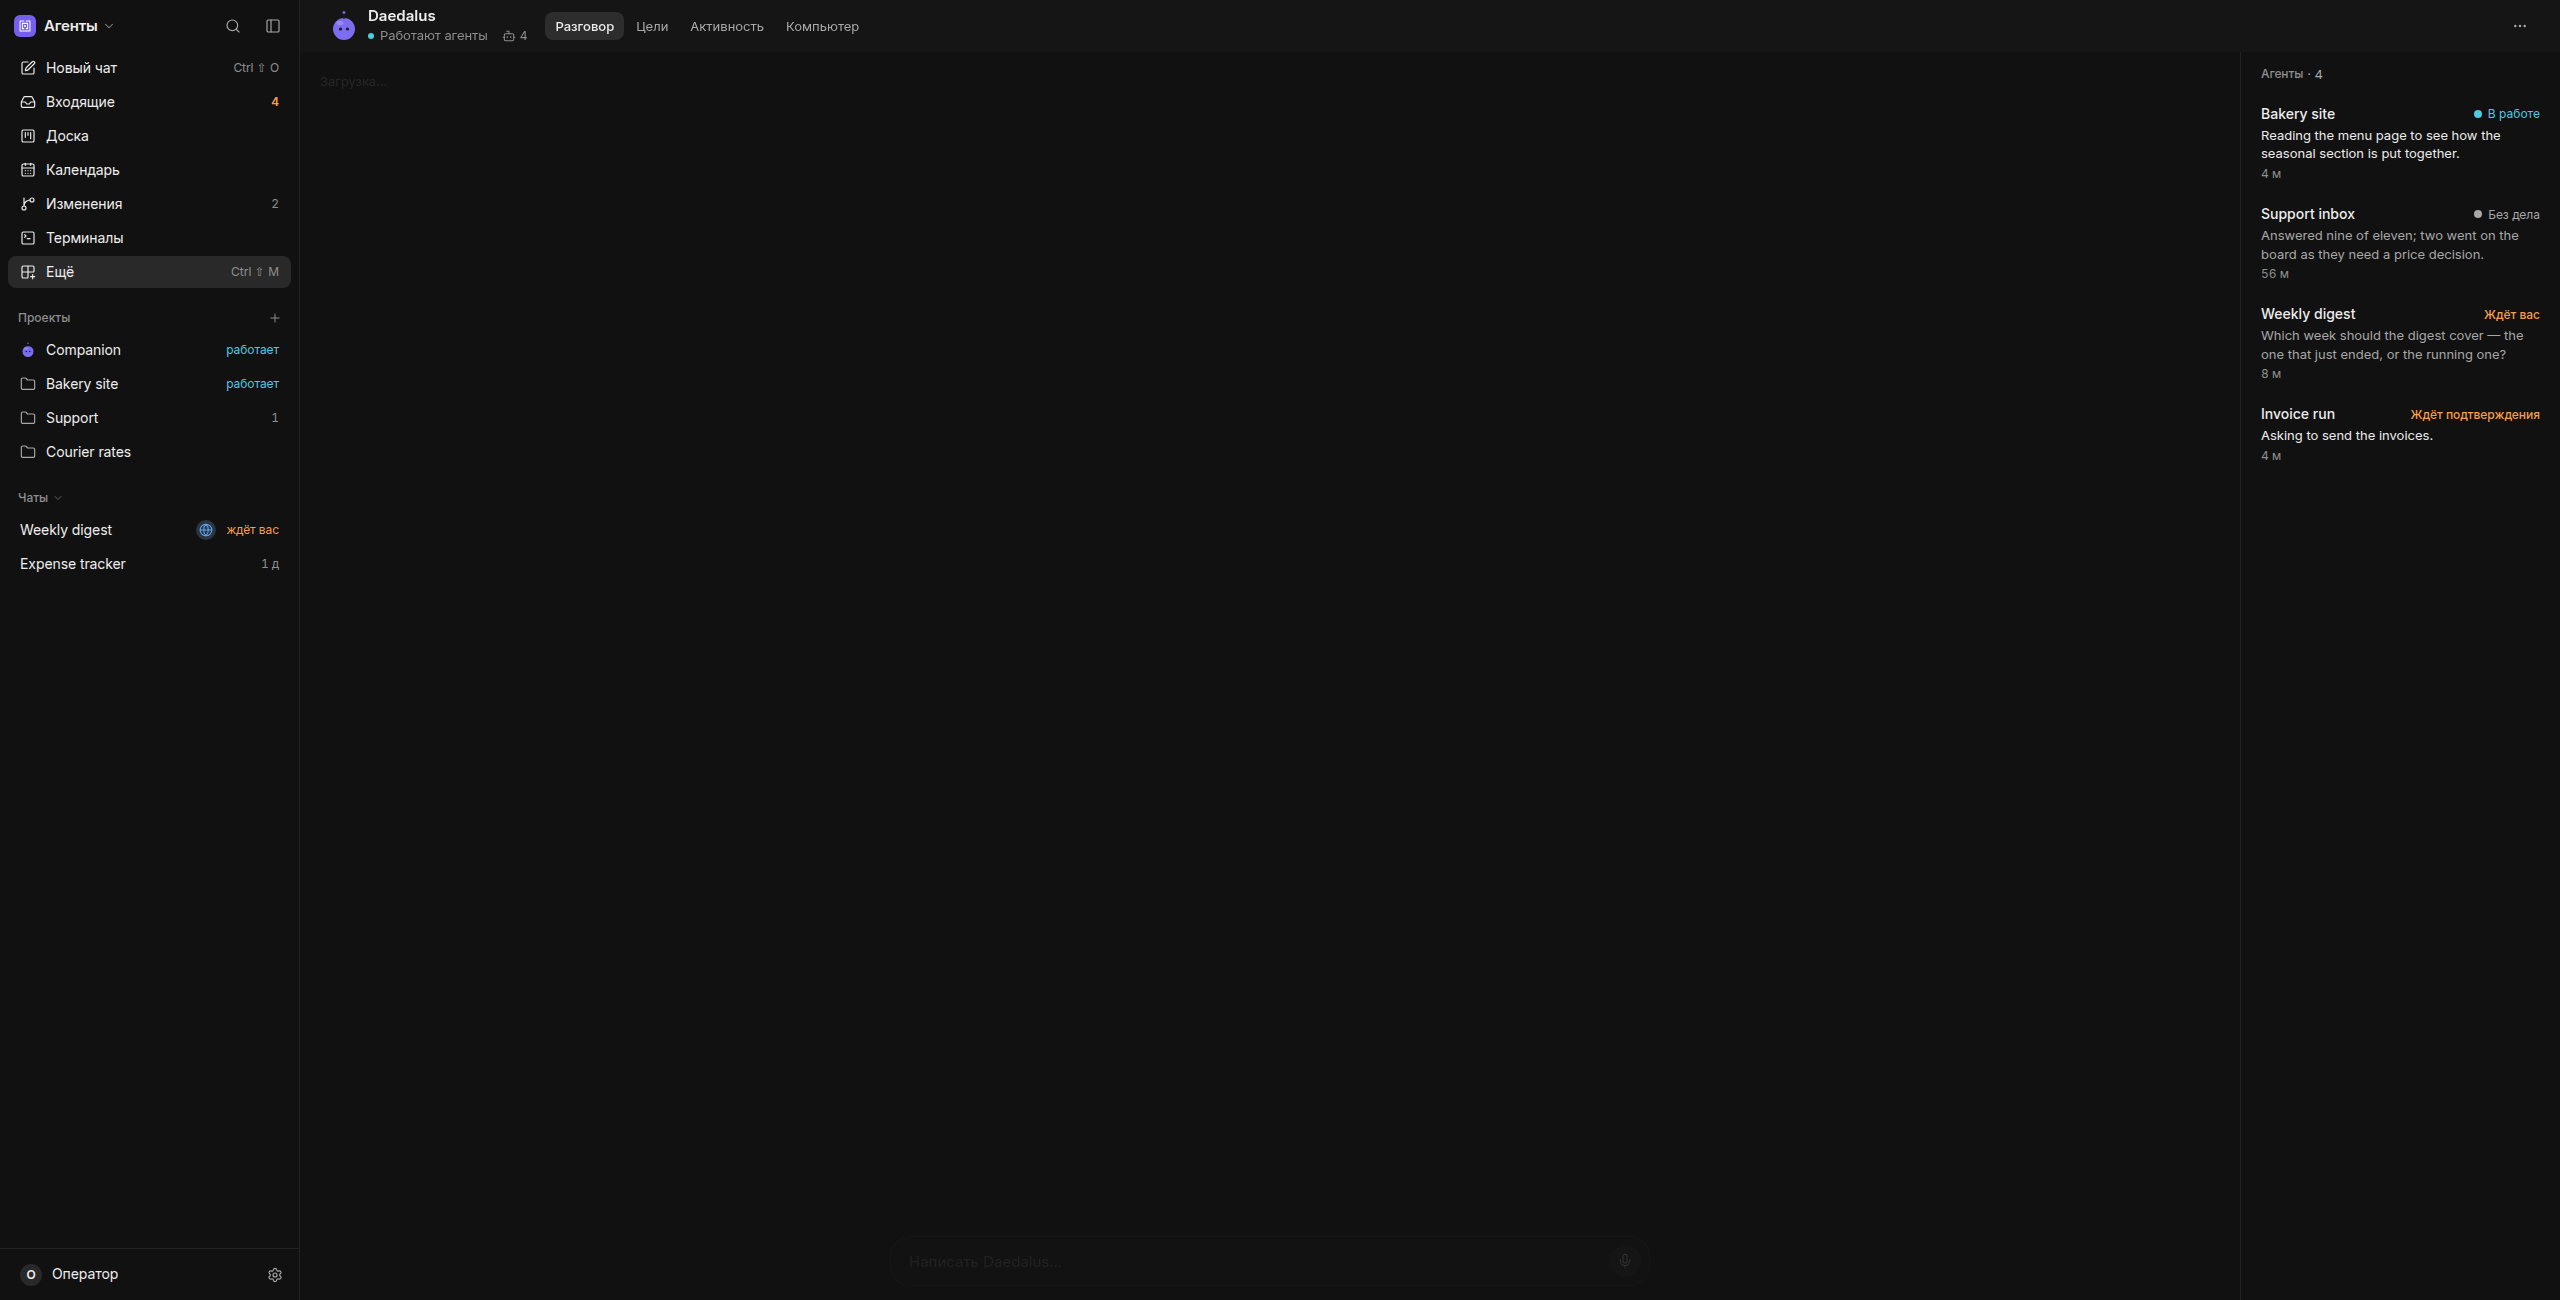 Агенты
Новый чат Ctrl ⇧ O
Входящие 4
Доска
Календарь
Изменения 2
Терминалы
Ещё Ctrl ⇧ M
Проекты
Companion работает
Bakery site работает
Support 1
Courier rates
Чаты
Weekly digest ждёт вас
Expense tracker 1 д
О Оператор
Daedalus
Работают агенты 4
Разговор Цели Активность Компьютер
Загрузка...
Написать Daedalus...
Агенты · 4
Bakery site В работе
Reading the menu page to see how the
seasonal section is put together.
4 м
Support inbox Без дела
Answered nine of eleven; two went on the
board as they need a price decision.
56 м
Weekly digest Ждёт вас
Which week should the digest cover — the
one that just ended, or the running one?
8 м
Invoice run Ждёт подтверждения
Asking to send the invoices.
4 м